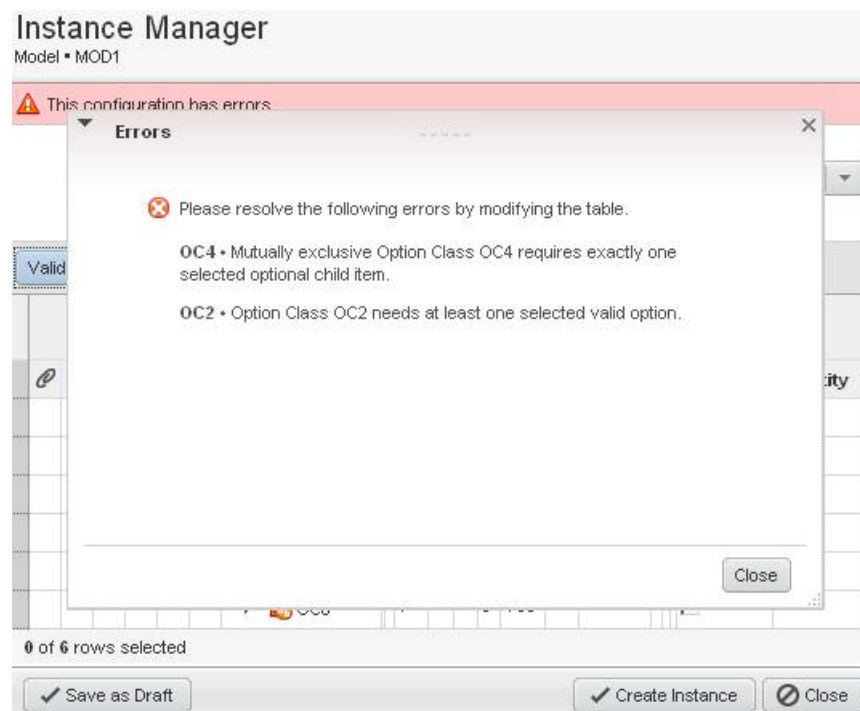 Instance Manager
Model • MOD1
This configuration has errors
Errors
Please resolve the following errors by modifying the table.
OC4 • Mutually exclusive Option Class OC4 requires exactly one
selected optional child item.
OC2 • Option Class OC2 needs at least one selected valid option.
Valid
ity
Close
0 of 6 rows selected
Save as Draft
Create Instance
Close